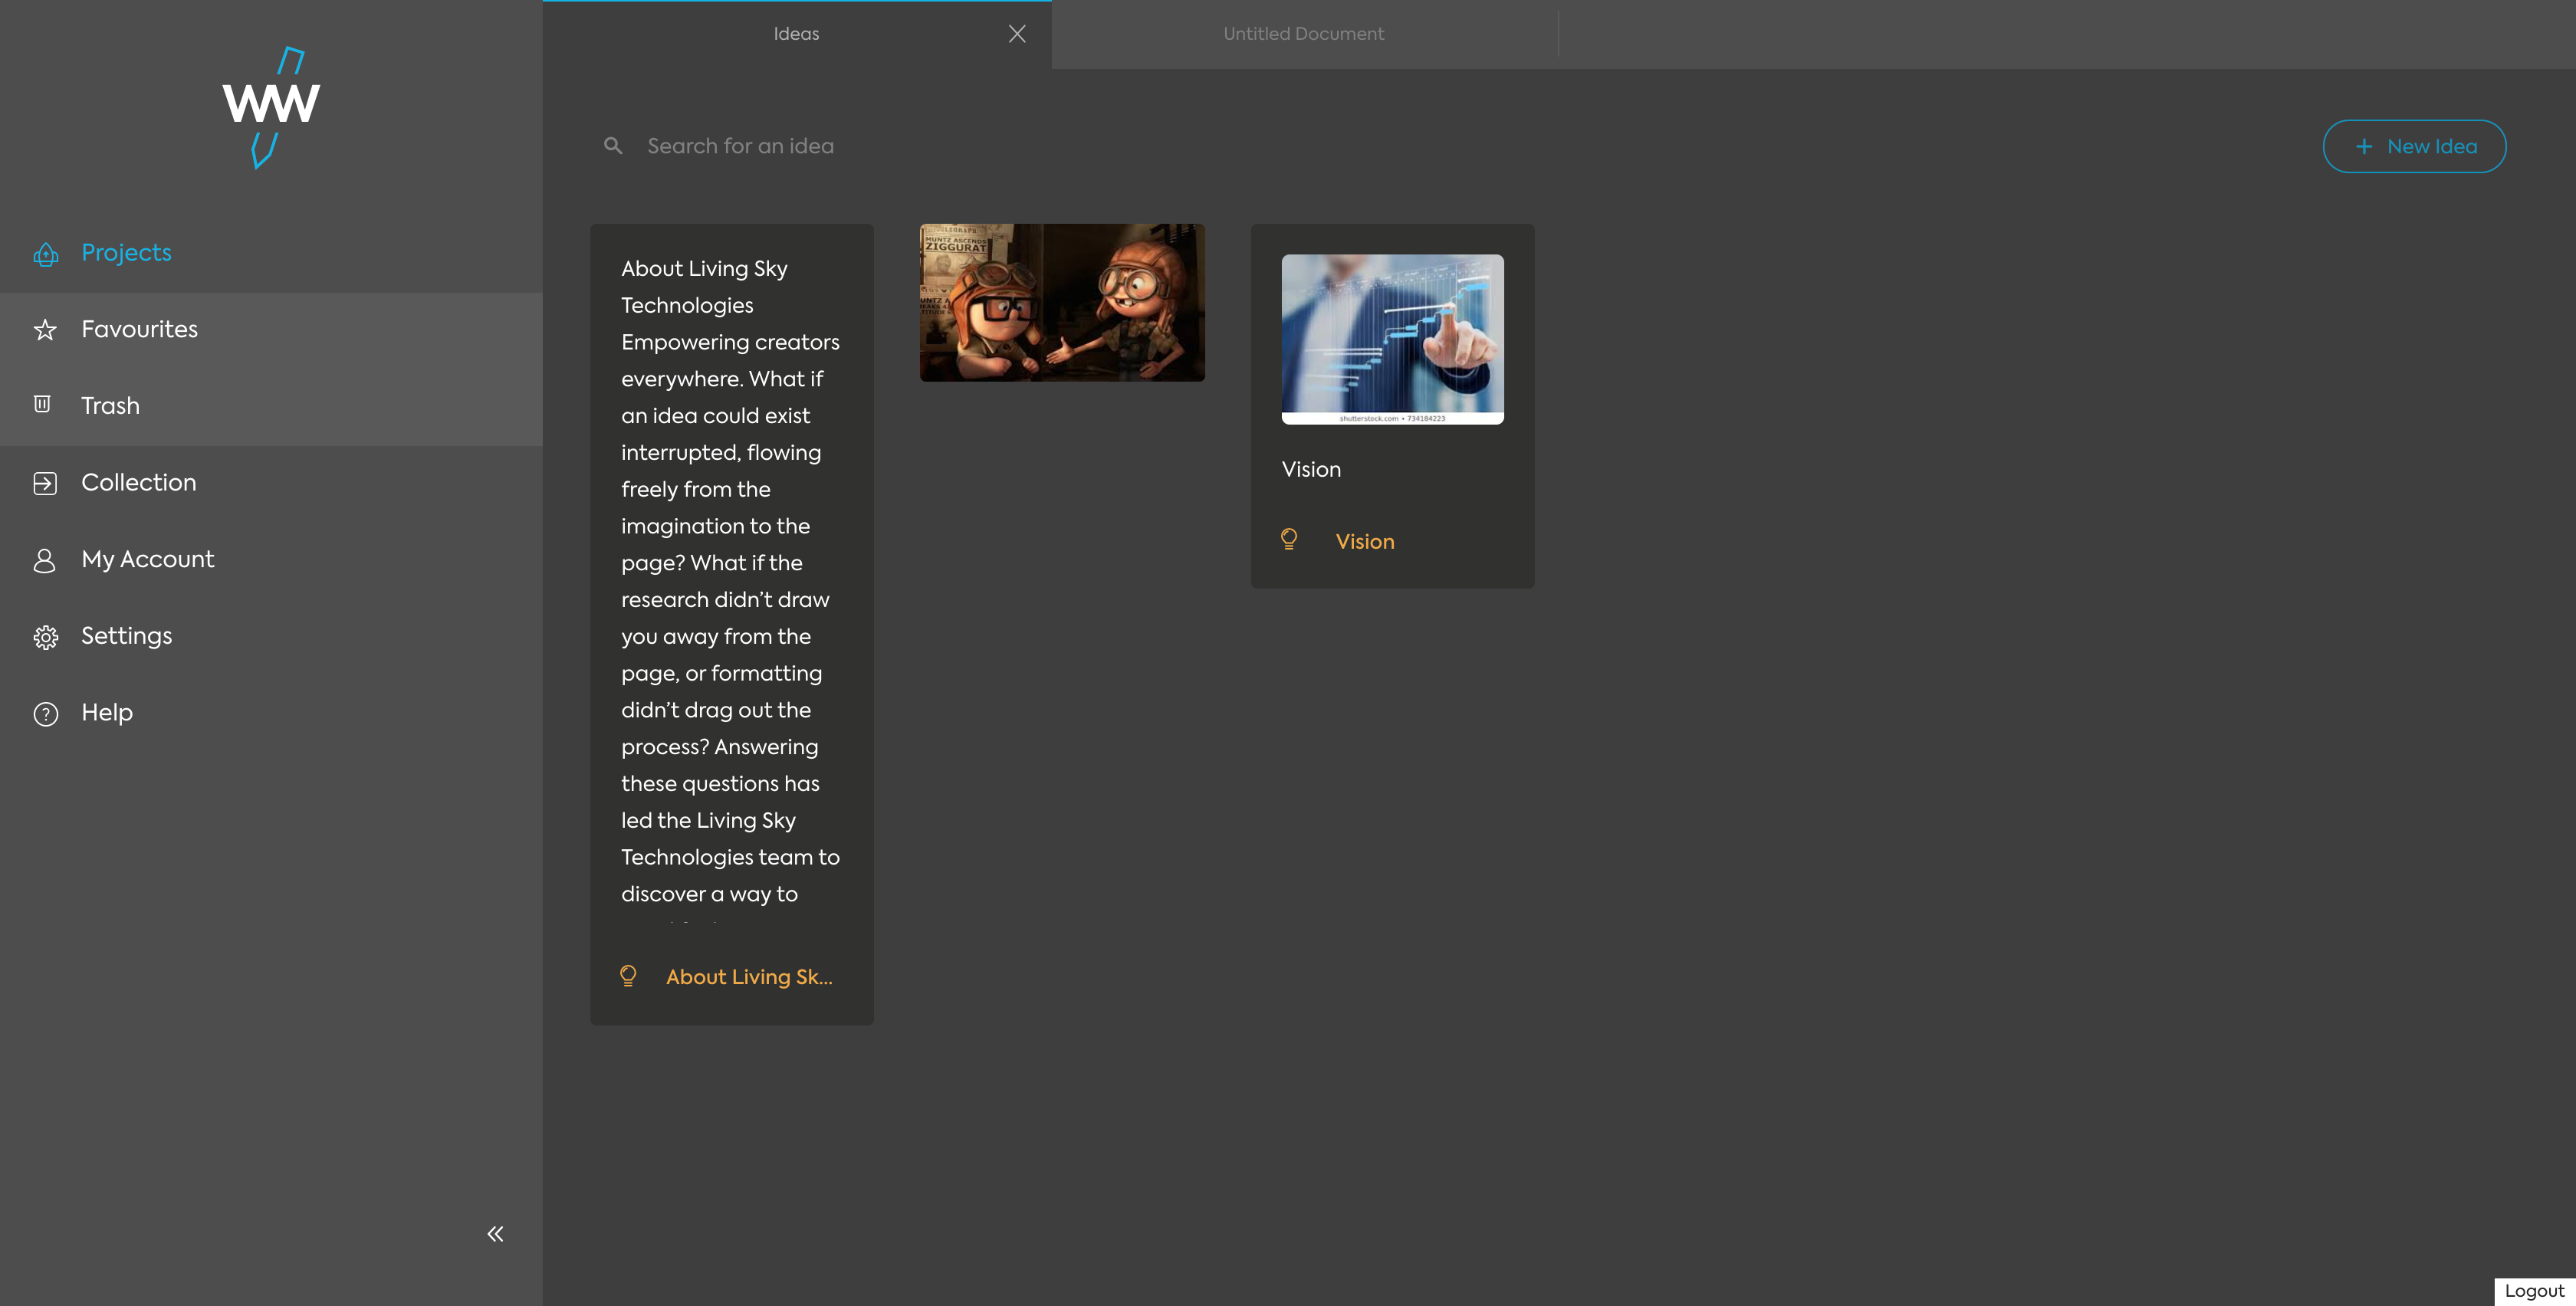 WW
Ideas
Untitled Document
Search for an idea
+ New Idea
Projects
Favourites
Trash
Collection
My Account
Settings
Help
About Living Sky
Technologies
Empowering creators
everywhere. What if
an idea could exist
interrupted, flowing
freely from the
imagination to the
page? What if the
research didn’t draw
you away from the
page, or formatting
didn’t drag out the
process? Answering
these questions has
led the Living Sky
Technologies team to
discover a way to
About Living Sk...
MUNTZ ASCENDS
ZIGGURAT
shutterstock.com • 734184223
Vision
Vision
Logout